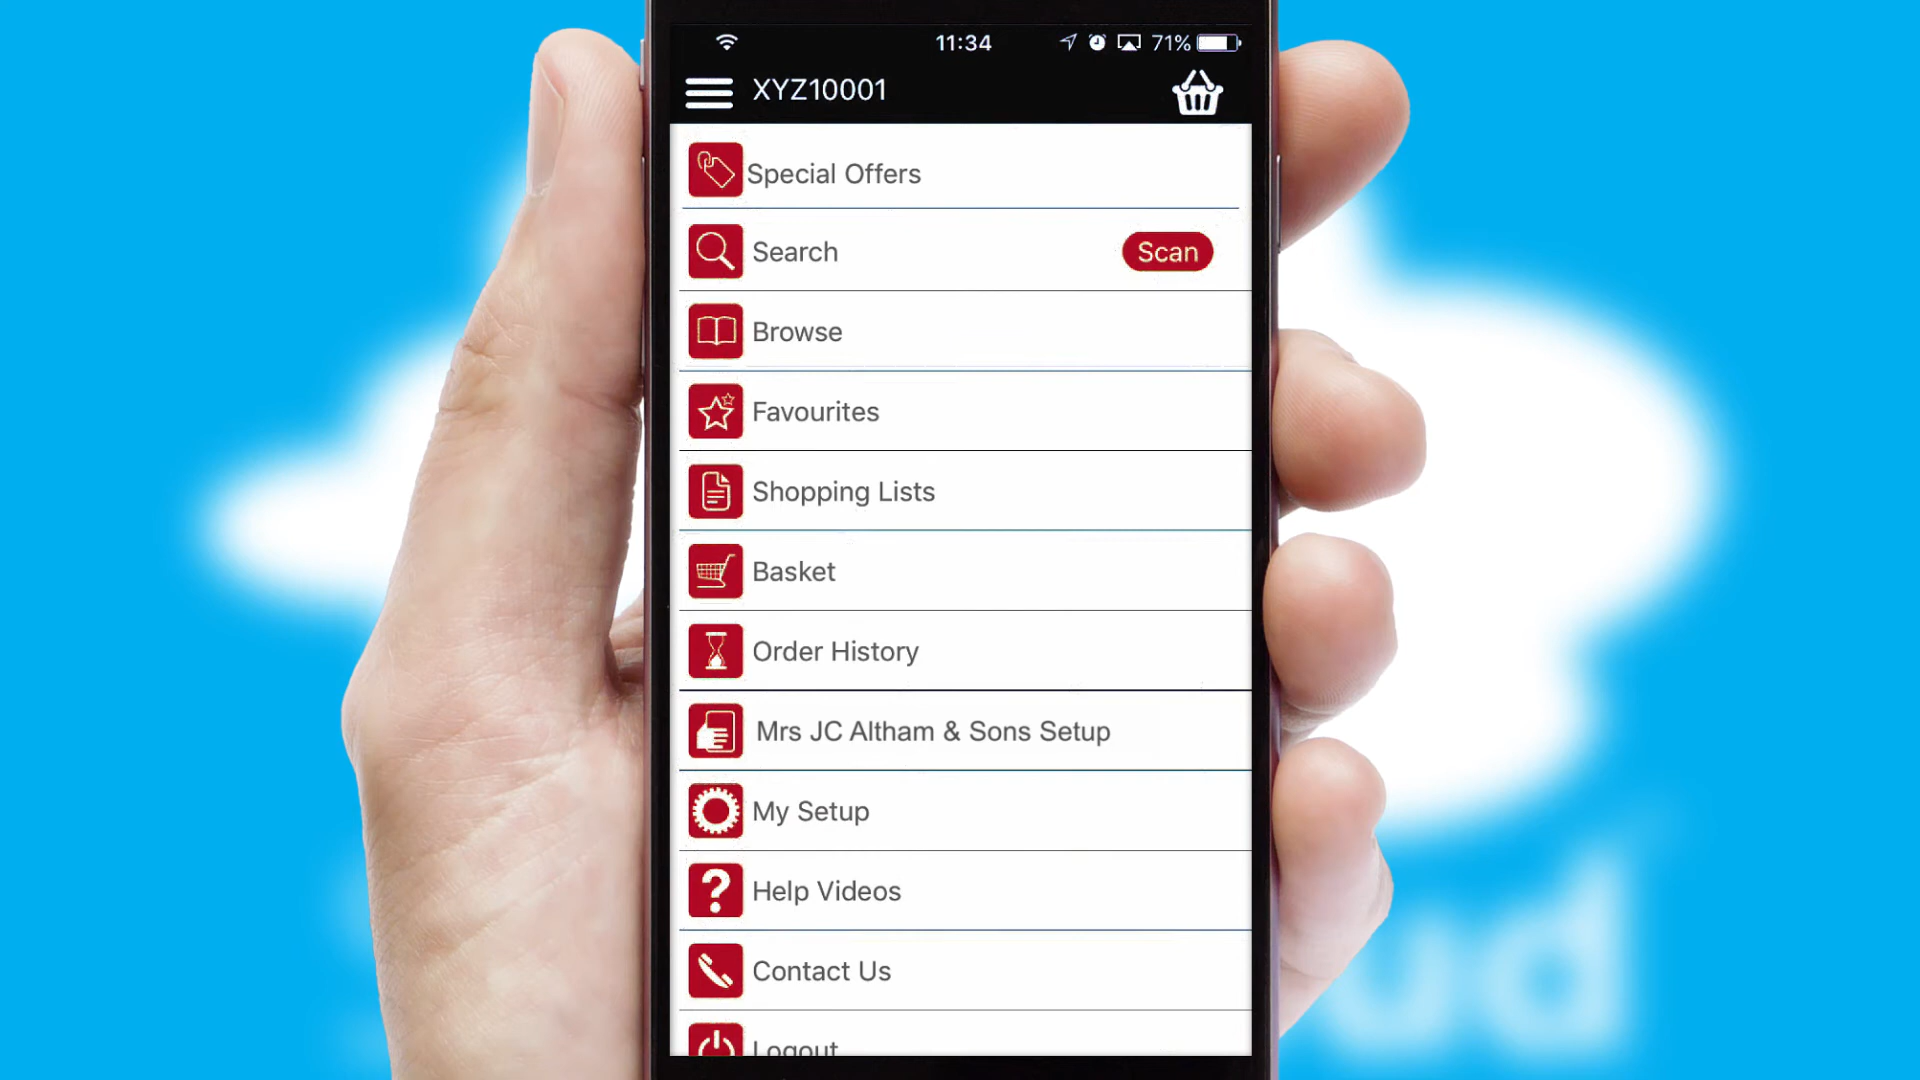 11:34 71%
XYZ10001
Special Offers
Search Scan
Browse
Favourites
Shopping Lists
Basket
Order History
Mrs JC Altham & Sons Setup
My Setup
Help Videos
Contact Us
Logout
ud